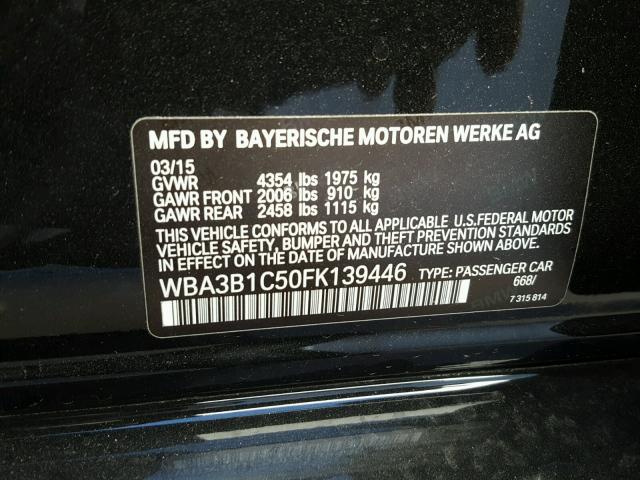 MFD BY BAYERISCHE MOTOREN WERKE AG
03/15
GVWR 4354 lbs 1975 kg
GAWR FRONT 2006 lbs 910 kg
GAWR REAR 2458 lbs 1115 kg
THIS VEHICLE CONFORMS TO ALL APPLICABLE U.S.FEDERAL MOTOR
VEHICLE SAFETY, BUMPER AND THEFT PREVENTION STANDARDS
IN EFFECT ON THE DATE OF MANUFACTURE SHOWN ABOVE.
WBA3B1C50FK139446 TYPE: PASSENGER CAR
668/
7 315 814